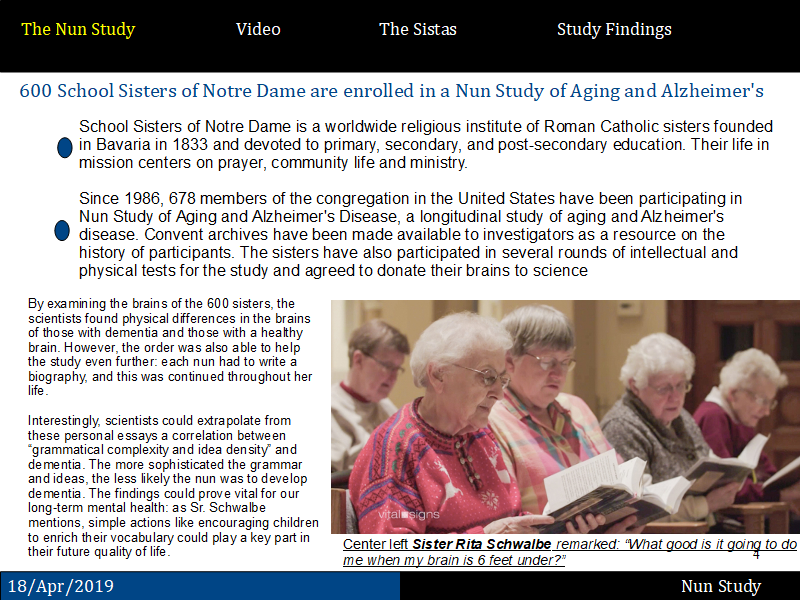 The Nun Study Video The Sistas Study Findings
600 School Sisters of Notre Dame are enrolled in a Nun Study of Aging and Alzheimer's
School Sisters of Notre Dame is a worldwide religious institute of Roman Catholic sisters founded
in Bavaria in 1833 and devoted to primary, secondary, and post-secondary education. Their life in
mission centers on prayer, community life and ministry.
Since 1986, 678 members of the congregation in the United States have been participating in
Nun Study of Aging and Alzheimer's Disease, a longitudinal study of aging and Alzheimer's
disease. Convent archives have been made available to investigators as a resource on the
history of participants. The sisters have also participated in several rounds of intellectual and
physical tests for the study and agreed to donate their brains to science
By examining the brains of the 600 sisters, the
scientists found physical differences in the brains
of those with dementia and those with a healthy
brain. However, the order was also able to help
the study even further: each nun had to write a
biography, and this was continued throughout her
life.
Interestingly, scientists could extrapolate from
these personal essays a correlation between
“grammatical complexity and idea density” and
dementia. The more sophisticated the grammar
and ideas, the less likely the nun was to develop
dementia. The findings could prove vital for our
long-term mental health: as Sr. Schwalbe
mentions, simple actions like encouraging children
to enrich their vocabulary could play a key part in
their future quality of life.
vital signs
Center left Sister Rita Schwalbe remarked: “What good is it going to do
me when my brain is 6 feet under?”
4
18/Apr/2019 Nun Study